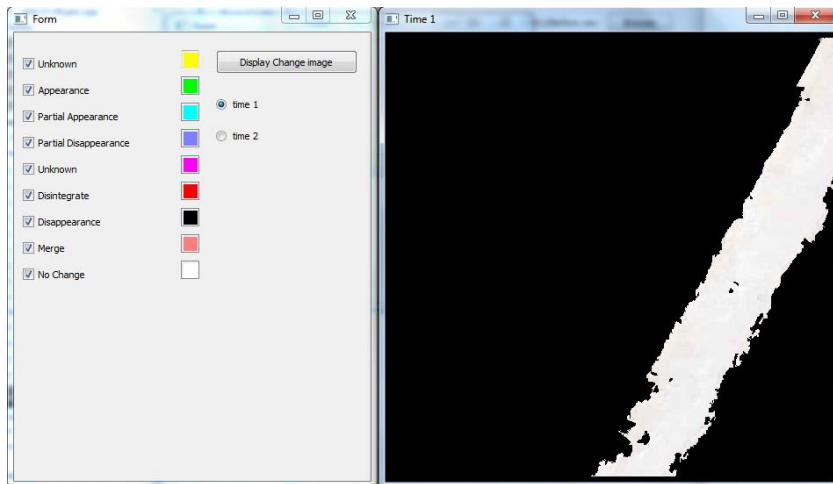 Form
Unknown
Display Change image
Appearance
time 1
Partial Appearance
Partial Disappearance
time 2
Unknown
Disintegrate
Disappearance
Merge
No Change
Time 1